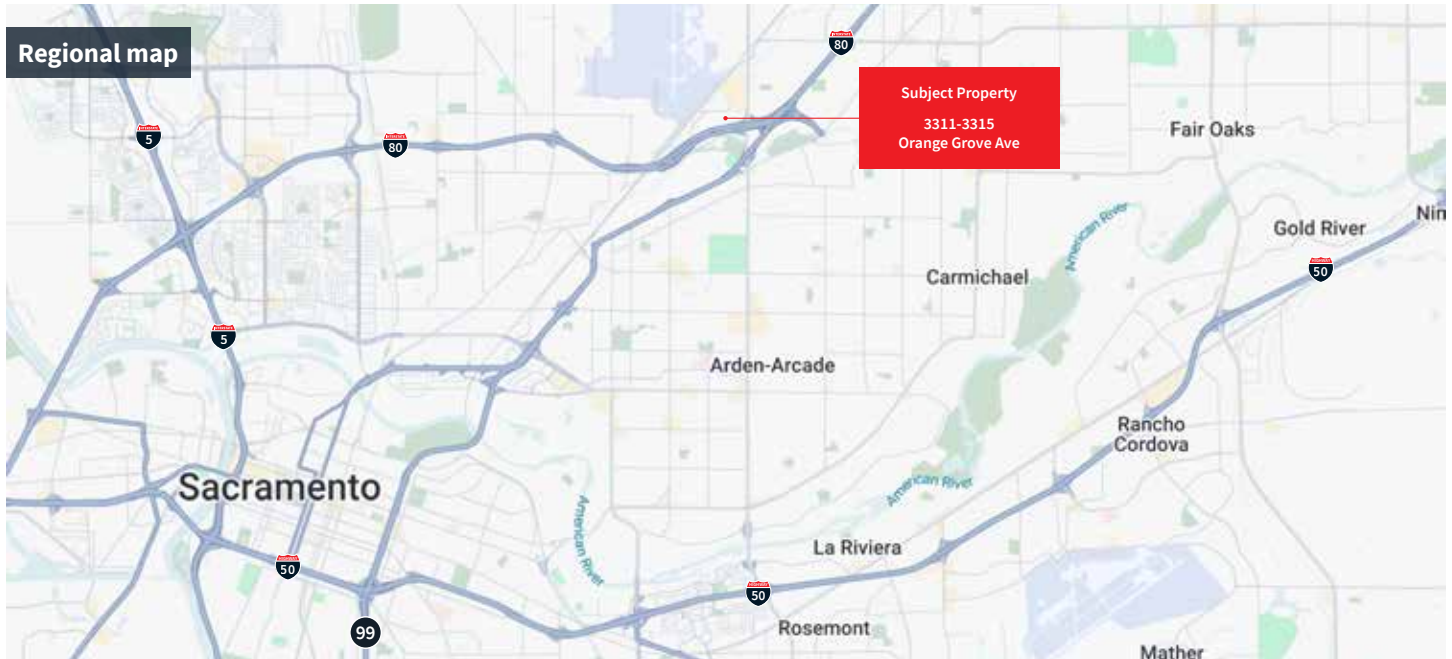 Regional map
80
Subject Property
3311-3315
Orange Grove Ave
5
80
Fair Oaks
American River
Nim
Gold River
50
Carmichael
5
Arden-Arcade
Rancho
Cordova
Sacramento
American River
American River
La Riviera
50
50
99
Rosemont
Mather